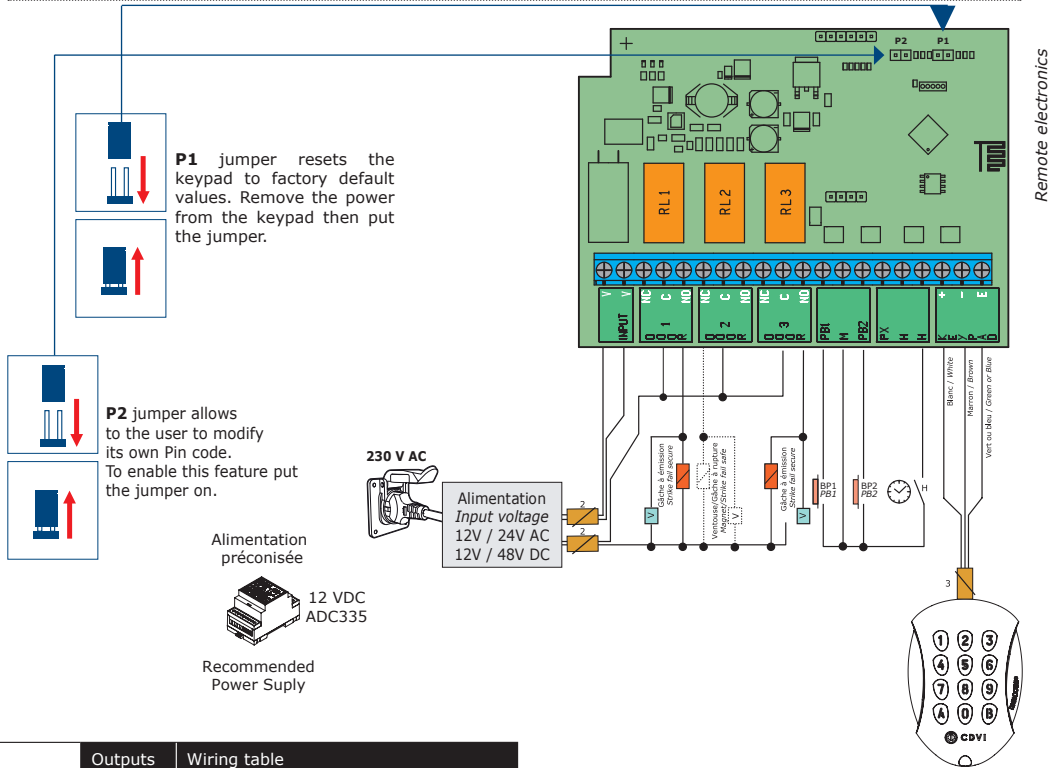 Remote electronics
P2 P1
P1 jumper resets the
keypad to factory default
values. Remove the power
from the keypad then put
the jumper.
RL1
RL2
RL3
V V
INPUT
NC C NO
1
NC C NO
2
NC C NO
3
PB1 M PB2
PX H H
+ - E
KEYPAD
P2 jumper allows
to the user to modify
its own Pin code.
To enable this feature put
the jumper on.
230 V AC
Alimentation
Input voltage
12V / 24V AC
12V / 48V DC
2
2
V
Gâche à émission
Strike fail secure
Ventouse/Gâche à rupture
Magnet/Strike fail safe
V
Gâche à émission
Strike fail secure
V
BP1
PB1
BP2
PB2
H
Blanc / White
Marron / Brown
Vert ou bleu / Green or Blue
3
Alimentation
préconisée
12 VDC
ADC335
Recommended
Power Suply
1 2 3
4 5 6
7 8 9
A 0 B
CDVI
Outputs Wiring table